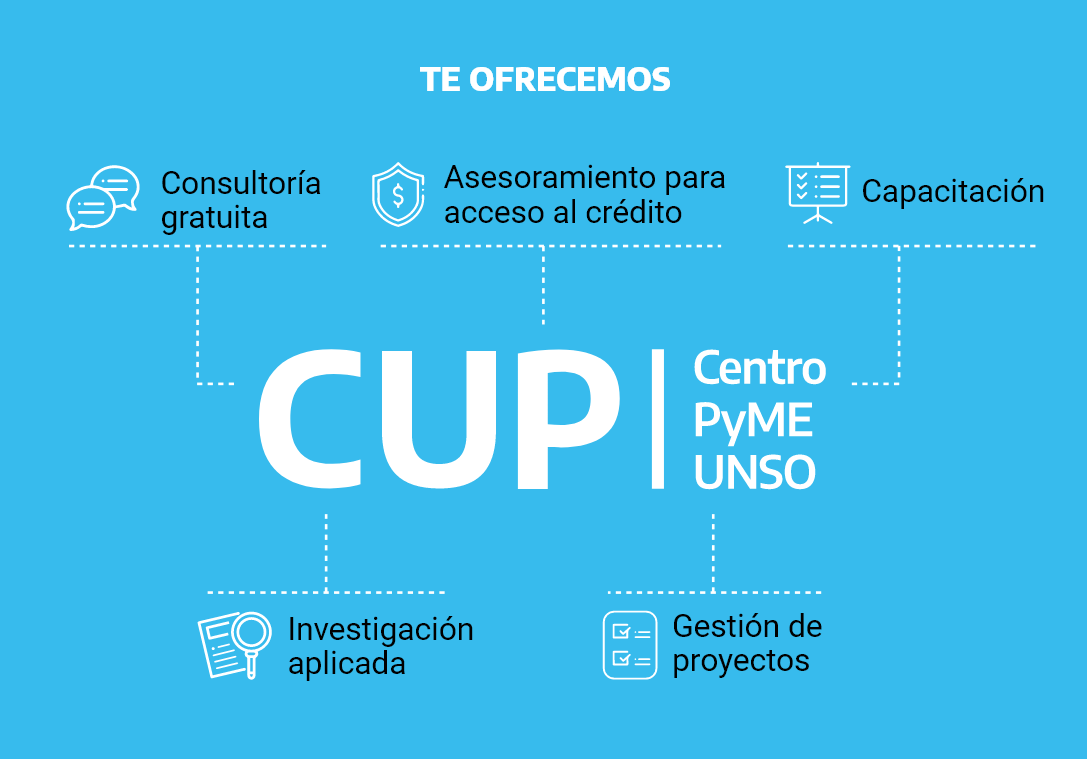 TE OFRECEMOS
Consultoría
gratuita
Asesoramiento para
acceso al crédito
Capacitación
CUP
Centro
PyME
UNSO
Investigación
aplicada
Gestión de
proyectos